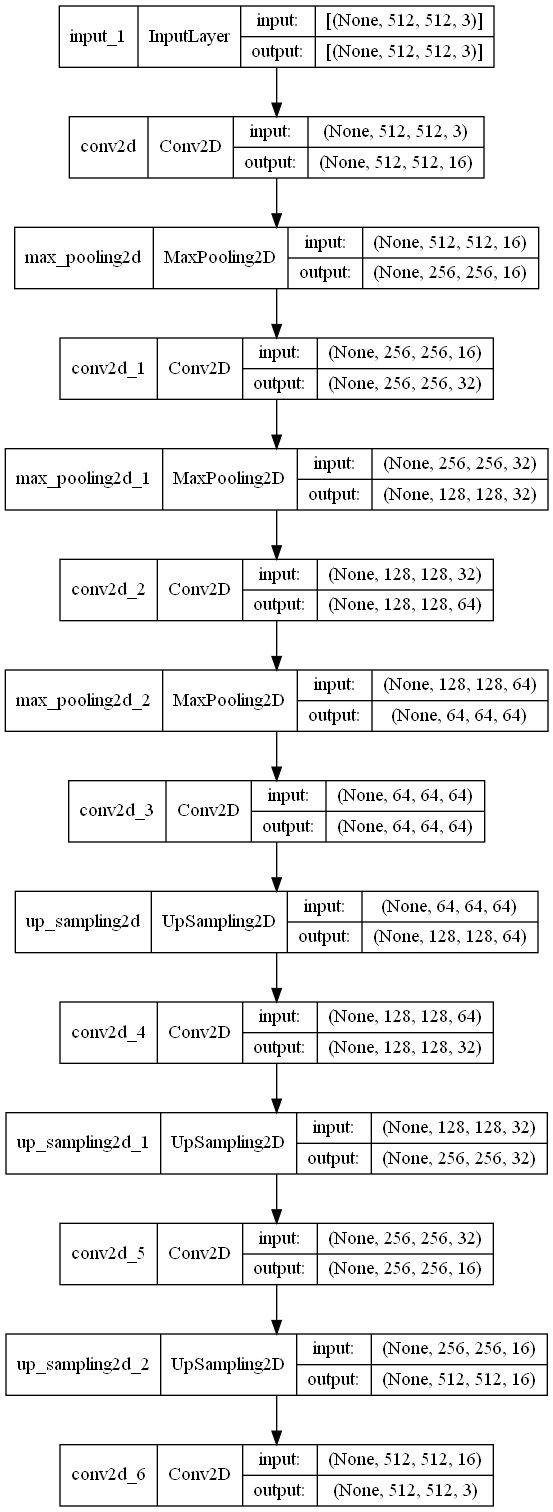 input_1 InputLayer input: [(None, 512, 512, 3)]
output: [(None, 512, 512, 3)]
conv2d Conv2D input: (None, 512, 512, 3)
output: (None, 512, 512, 16)
max_pooling2d MaxPooling2D input: (None, 512, 512, 16)
output: (None, 256, 256, 16)
conv2d_1 Conv2D input: (None, 256, 256, 16)
output: (None, 256, 256, 32)
max_pooling2d_1 MaxPooling2D input: (None, 256, 256, 32)
output: (None, 128, 128, 32)
conv2d_2 Conv2D input: (None, 128, 128, 32)
output: (None, 128, 128, 64)
max_pooling2d_2 MaxPooling2D input: (None, 128, 128, 64)
output: (None, 64, 64, 64)
conv2d_3 Conv2D input: (None, 64, 64, 64)
output: (None, 64, 64, 64)
up_sampling2d UpSampling2D input: (None, 64, 64, 64)
output: (None, 128, 128, 64)
conv2d_4 Conv2D input: (None, 128, 128, 64)
output: (None, 128, 128, 32)
up_sampling2d_1 UpSampling2D input: (None, 128, 128, 32)
output: (None, 256, 256, 32)
conv2d_5 Conv2D input: (None, 256, 256, 32)
output: (None, 256, 256, 16)
up_sampling2d_2 UpSampling2D input: (None, 256, 256, 16)
output: (None, 512, 512, 16)
conv2d_6 Conv2D input: (None, 512, 512, 16)
output: (None, 512, 512, 3)